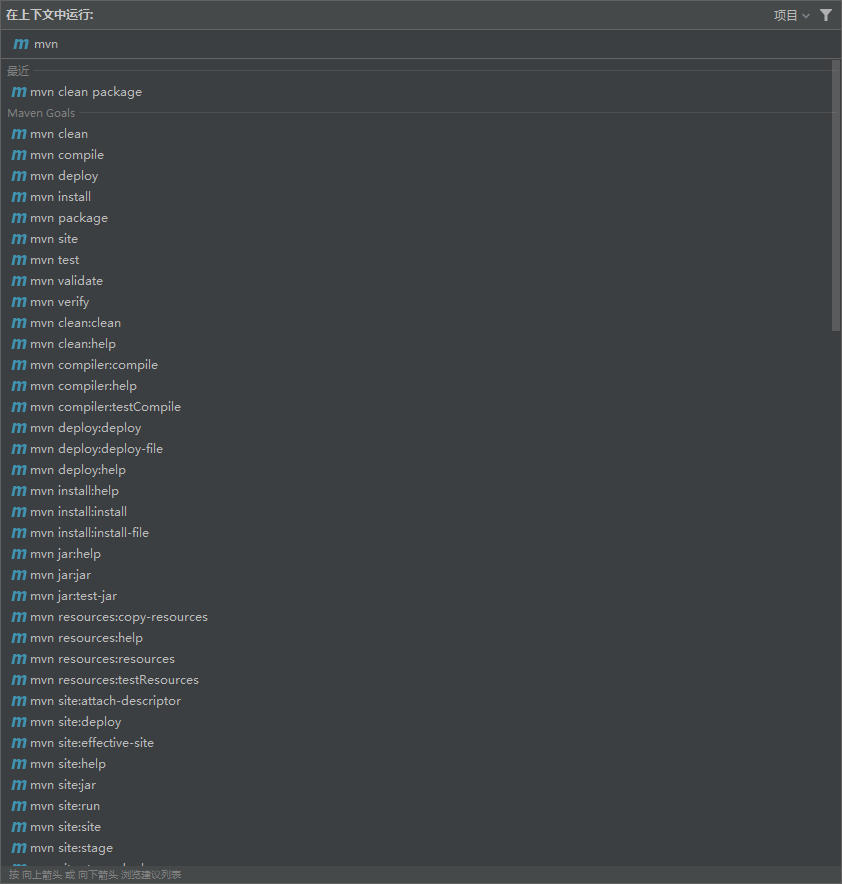 在上下文中运行:
项目
m mvn
最近
m mvn clean package
Maven Goals
m mvn clean
m mvn compile
m mvn deploy
m mvn install
m mvn package
m mvn site
m mvn test
m mvn validate
m mvn verify
m mvn clean:clean
m mvn clean:help
m mvn compiler:compile
m mvn compiler:help
m mvn compiler:testCompile
m mvn deploy:deploy
m mvn deploy:deploy-file
m mvn deploy:help
m mvn install:help
m mvn install:install
m mvn install:install-file
m mvn jar:help
m mvn jar:jar
m mvn jar:test-jar
m mvn resources:copy-resources
m mvn resources:help
m mvn resources:resources
m mvn resources:testResources
m mvn site:attach-descriptor
m mvn site:deploy
m mvn site:effective-site
m mvn site:help
m mvn site:jar
m mvn site:run
m mvn site:site
m mvn site:stage
按 向上箭头 或 向下箭头 浏览建议列表